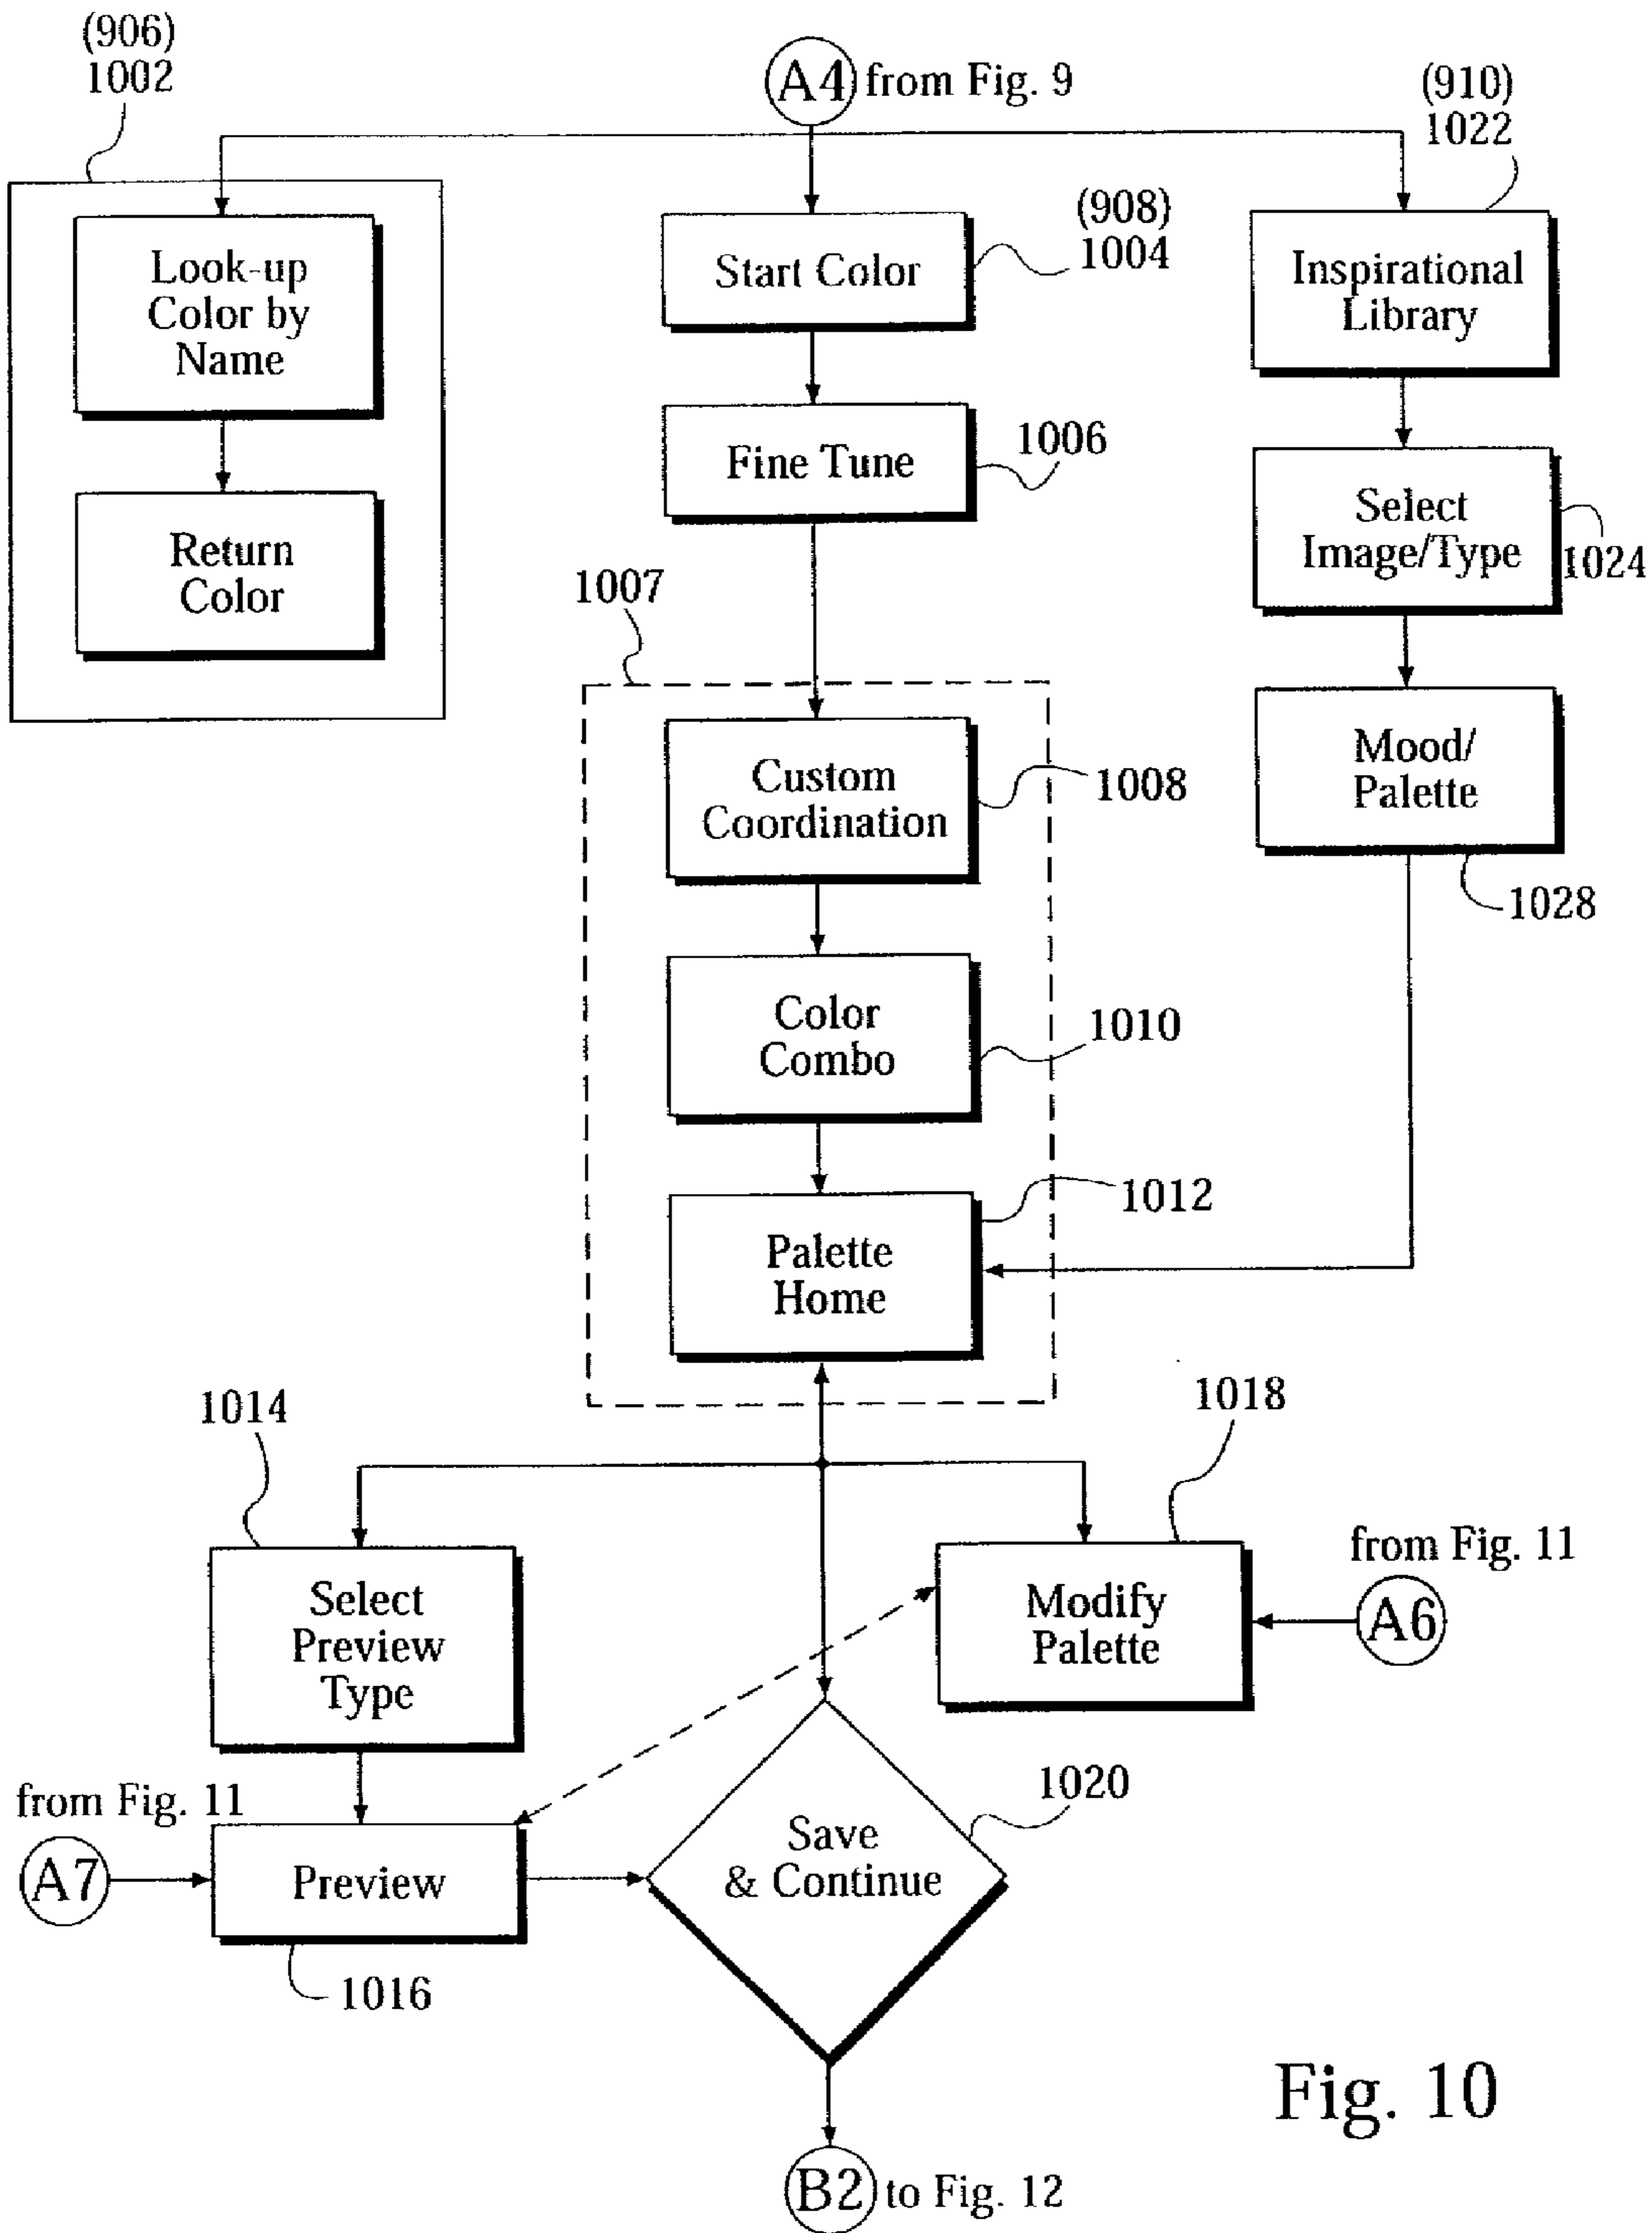 (906)
1002
A4 from Fig. 9
(910)
1022
Look-up
Color by
Name
Start Color
(908)
1004
Inspirational
Library
Fine Tune
1006
Return
Color
Select
Image/Type
1024
1007
Custom
Coordination
1008
Mood/
Palette
1028
Color
Combo
1010
Palette
Home
1012
1014
1018
Select
Preview
Type
Modify
Palette
from Fig. 11
A6
from Fig. 11
A7
Preview
1016
Save
& Continue
1020
B2 to Fig. 12
Fig. 10